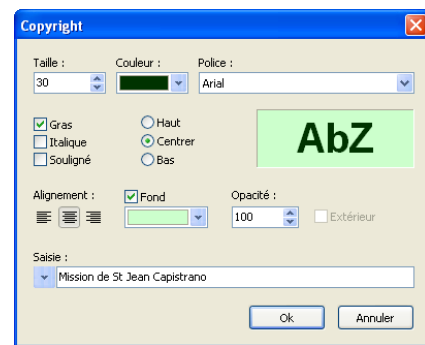 Copyright
Taille : Couleur : Police :
30 Arial
Gras Haut
Italique Centrer
Souligné Bas
AbZ
Alignement : Fond Opacité :
100 Extérieur
Saisie :
Mission de St Jean Capistrano
Ok Annuler